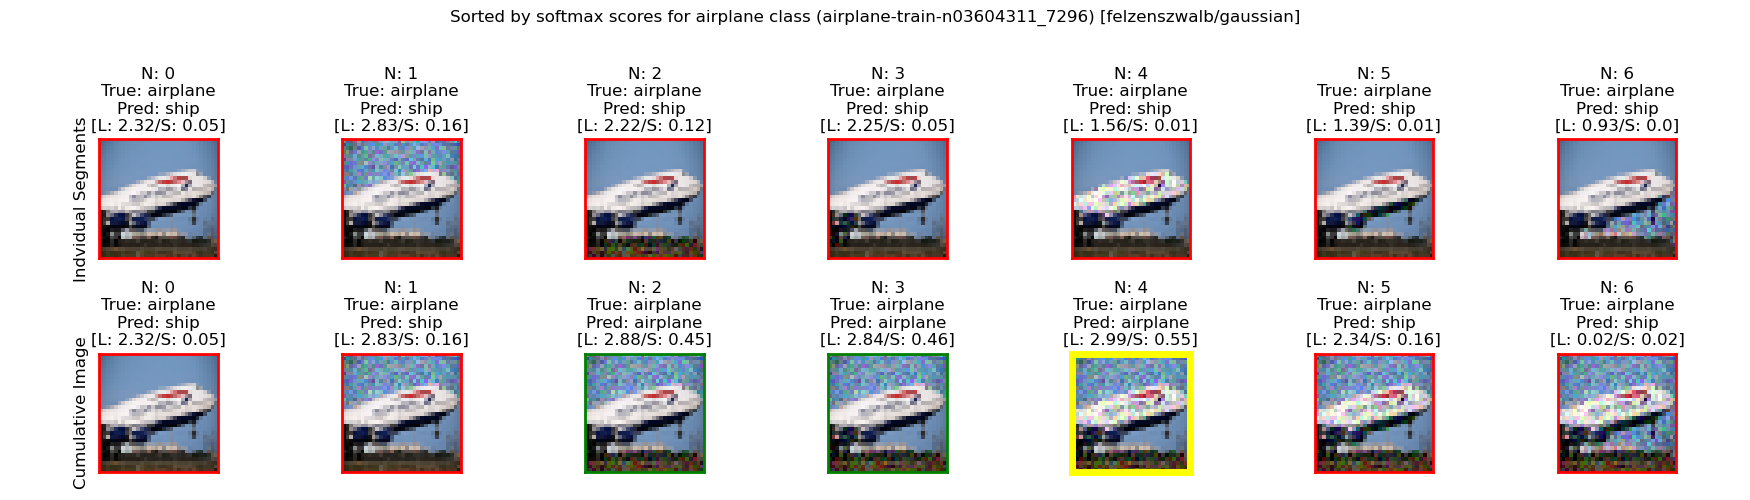 Sorted by softmax scores for airplane class (airplane-train-n03604311_7296) [felzenszwalb/gaussian]
Indvidual Segments
N: 0
True: airplane
Pred: ship
[L: 2.32/S: 0.05]
N: 1
True: airplane
Pred: ship
[L: 2.83/S: 0.16]
N: 2
True: airplane
Pred: ship
[L: 2.22/S: 0.12]
N: 3
True: airplane
Pred: ship
[L: 2.25/S: 0.05]
N: 4
True: airplane
Pred: ship
[L: 1.56/S: 0.01]
N: 5
True: airplane
Pred: ship
[L: 1.39/S: 0.01]
N: 6
True: airplane
Pred: ship
[L: 0.93/S: 0.0]
Cumulative Image
N: 0
True: airplane
Pred: ship
[L: 2.32/S: 0.05]
N: 1
True: airplane
Pred: ship
[L: 2.83/S: 0.16]
N: 2
True: airplane
Pred: airplane
[L: 2.88/S: 0.45]
N: 3
True: airplane
Pred: airplane
[L: 2.84/S: 0.46]
N: 4
True: airplane
Pred: airplane
[L: 2.99/S: 0.55]
N: 5
True: airplane
Pred: ship
[L: 2.34/S: 0.16]
N: 6
True: airplane
Pred: ship
[L: 0.02/S: 0.02]